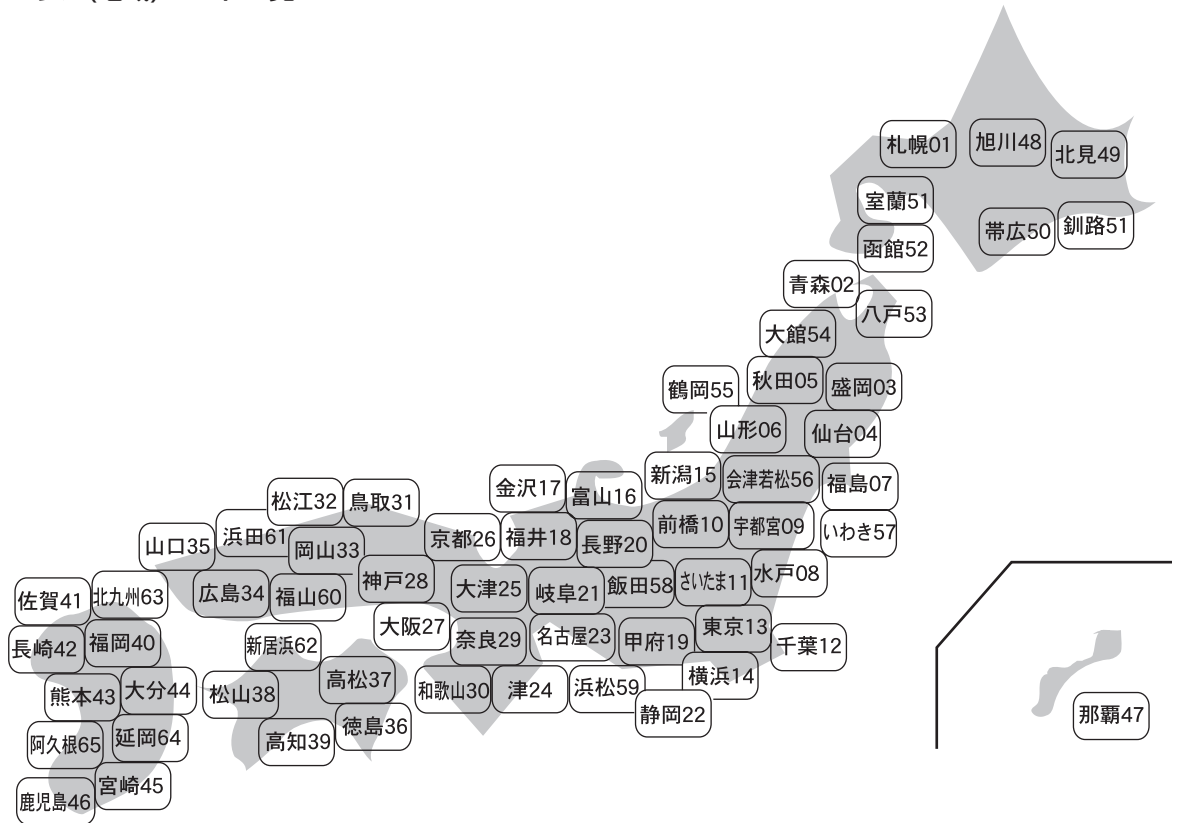 札幌01
旭川48
北見49
室蘭51
帯広50
釧路51
函館52
青森02
八戸53
大館54
秋田05
盛岡03
鶴岡55
山形06
仙台04
新潟15
会津若松56
福島07
金沢17
富山16
松江32
鳥取31
前橋10
宇都宮09
いわき57
山口35
浜田61
岡山33
京都26
福井18
長野20
佐賀41
北九州63
広島34
福山60
神戸28
大津25
岐阜21
飯田58
さいたま11
水戸08
長崎42
福岡40
新居浜62
大阪27
奈良29
名古屋23
甲府19
東京13
千葉12
熊本43
大分44
松山38
高松37
和歌山30
津24
浜松59
横浜14
静岡22
那覇47
阿久根65
延岡64
高知39
徳島36
鹿児島46
宮崎45